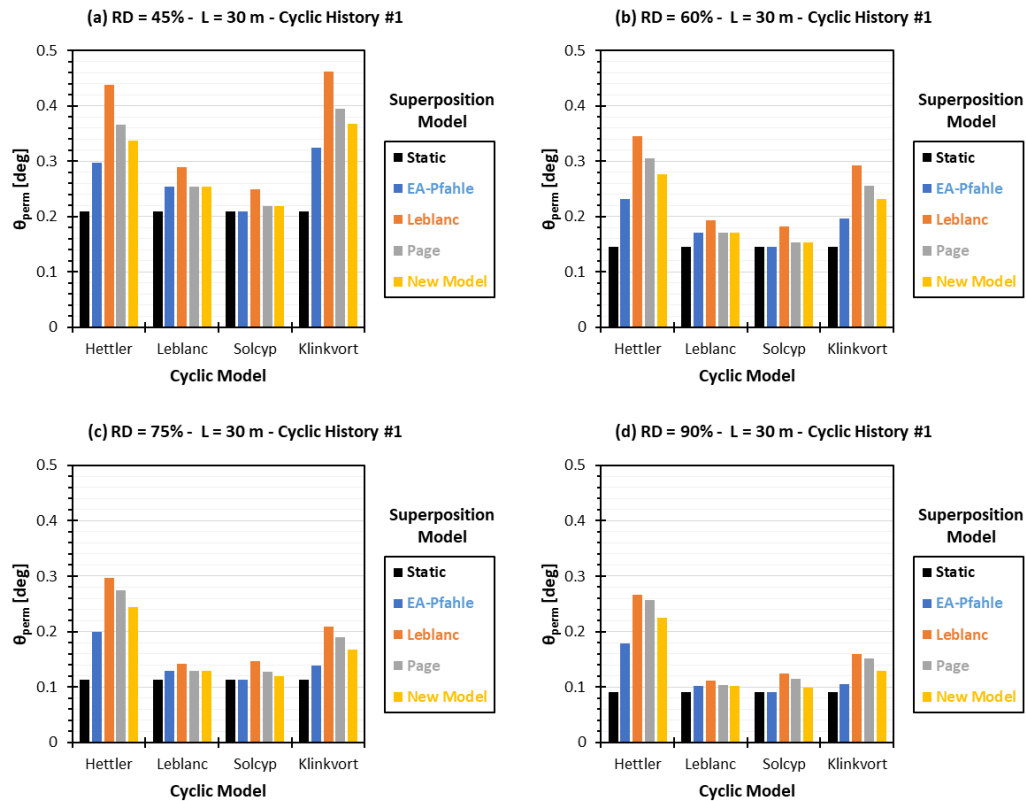 (a) RD = 45% - L = 30 m - Cyclic History #1
0.5
0.4
0.3
0.2
0.1
0
θperm [deg]
Hettler Leblanc Solcyp Klinkvort
Cyclic Model
Superposition
Model
Static
EA-Pfahle
Leblanc
Page
New Model
(b) RD = 60% - L = 30 m - Cyclic History #1
0.5
0.4
0.3
0.2
0.1
0
θperm [deg]
Hettler Leblanc Solcyp Klinkvort
Cyclic Model
Superposition
Model
Static
EA-Pfahle
Leblanc
Page
New Model
(c) RD = 75% - L = 30 m - Cyclic History #1
0.5
0.4
0.3
0.2
0.1
0
θperm [deg]
Hettler Leblanc Solcyp Klinkvort
Cyclic Model
Superposition
Model
Static
EA-Pfahle
Leblanc
Page
New Model
(d) RD = 90% - L = 30 m - Cyclic History #1
0.5
0.4
0.3
0.2
0.1
0
θperm [deg]
Hettler Leblanc Solcyp Klinkvort
Cyclic Model
Superposition
Model
Static
EA-Pfahle
Leblanc
Page
New Model